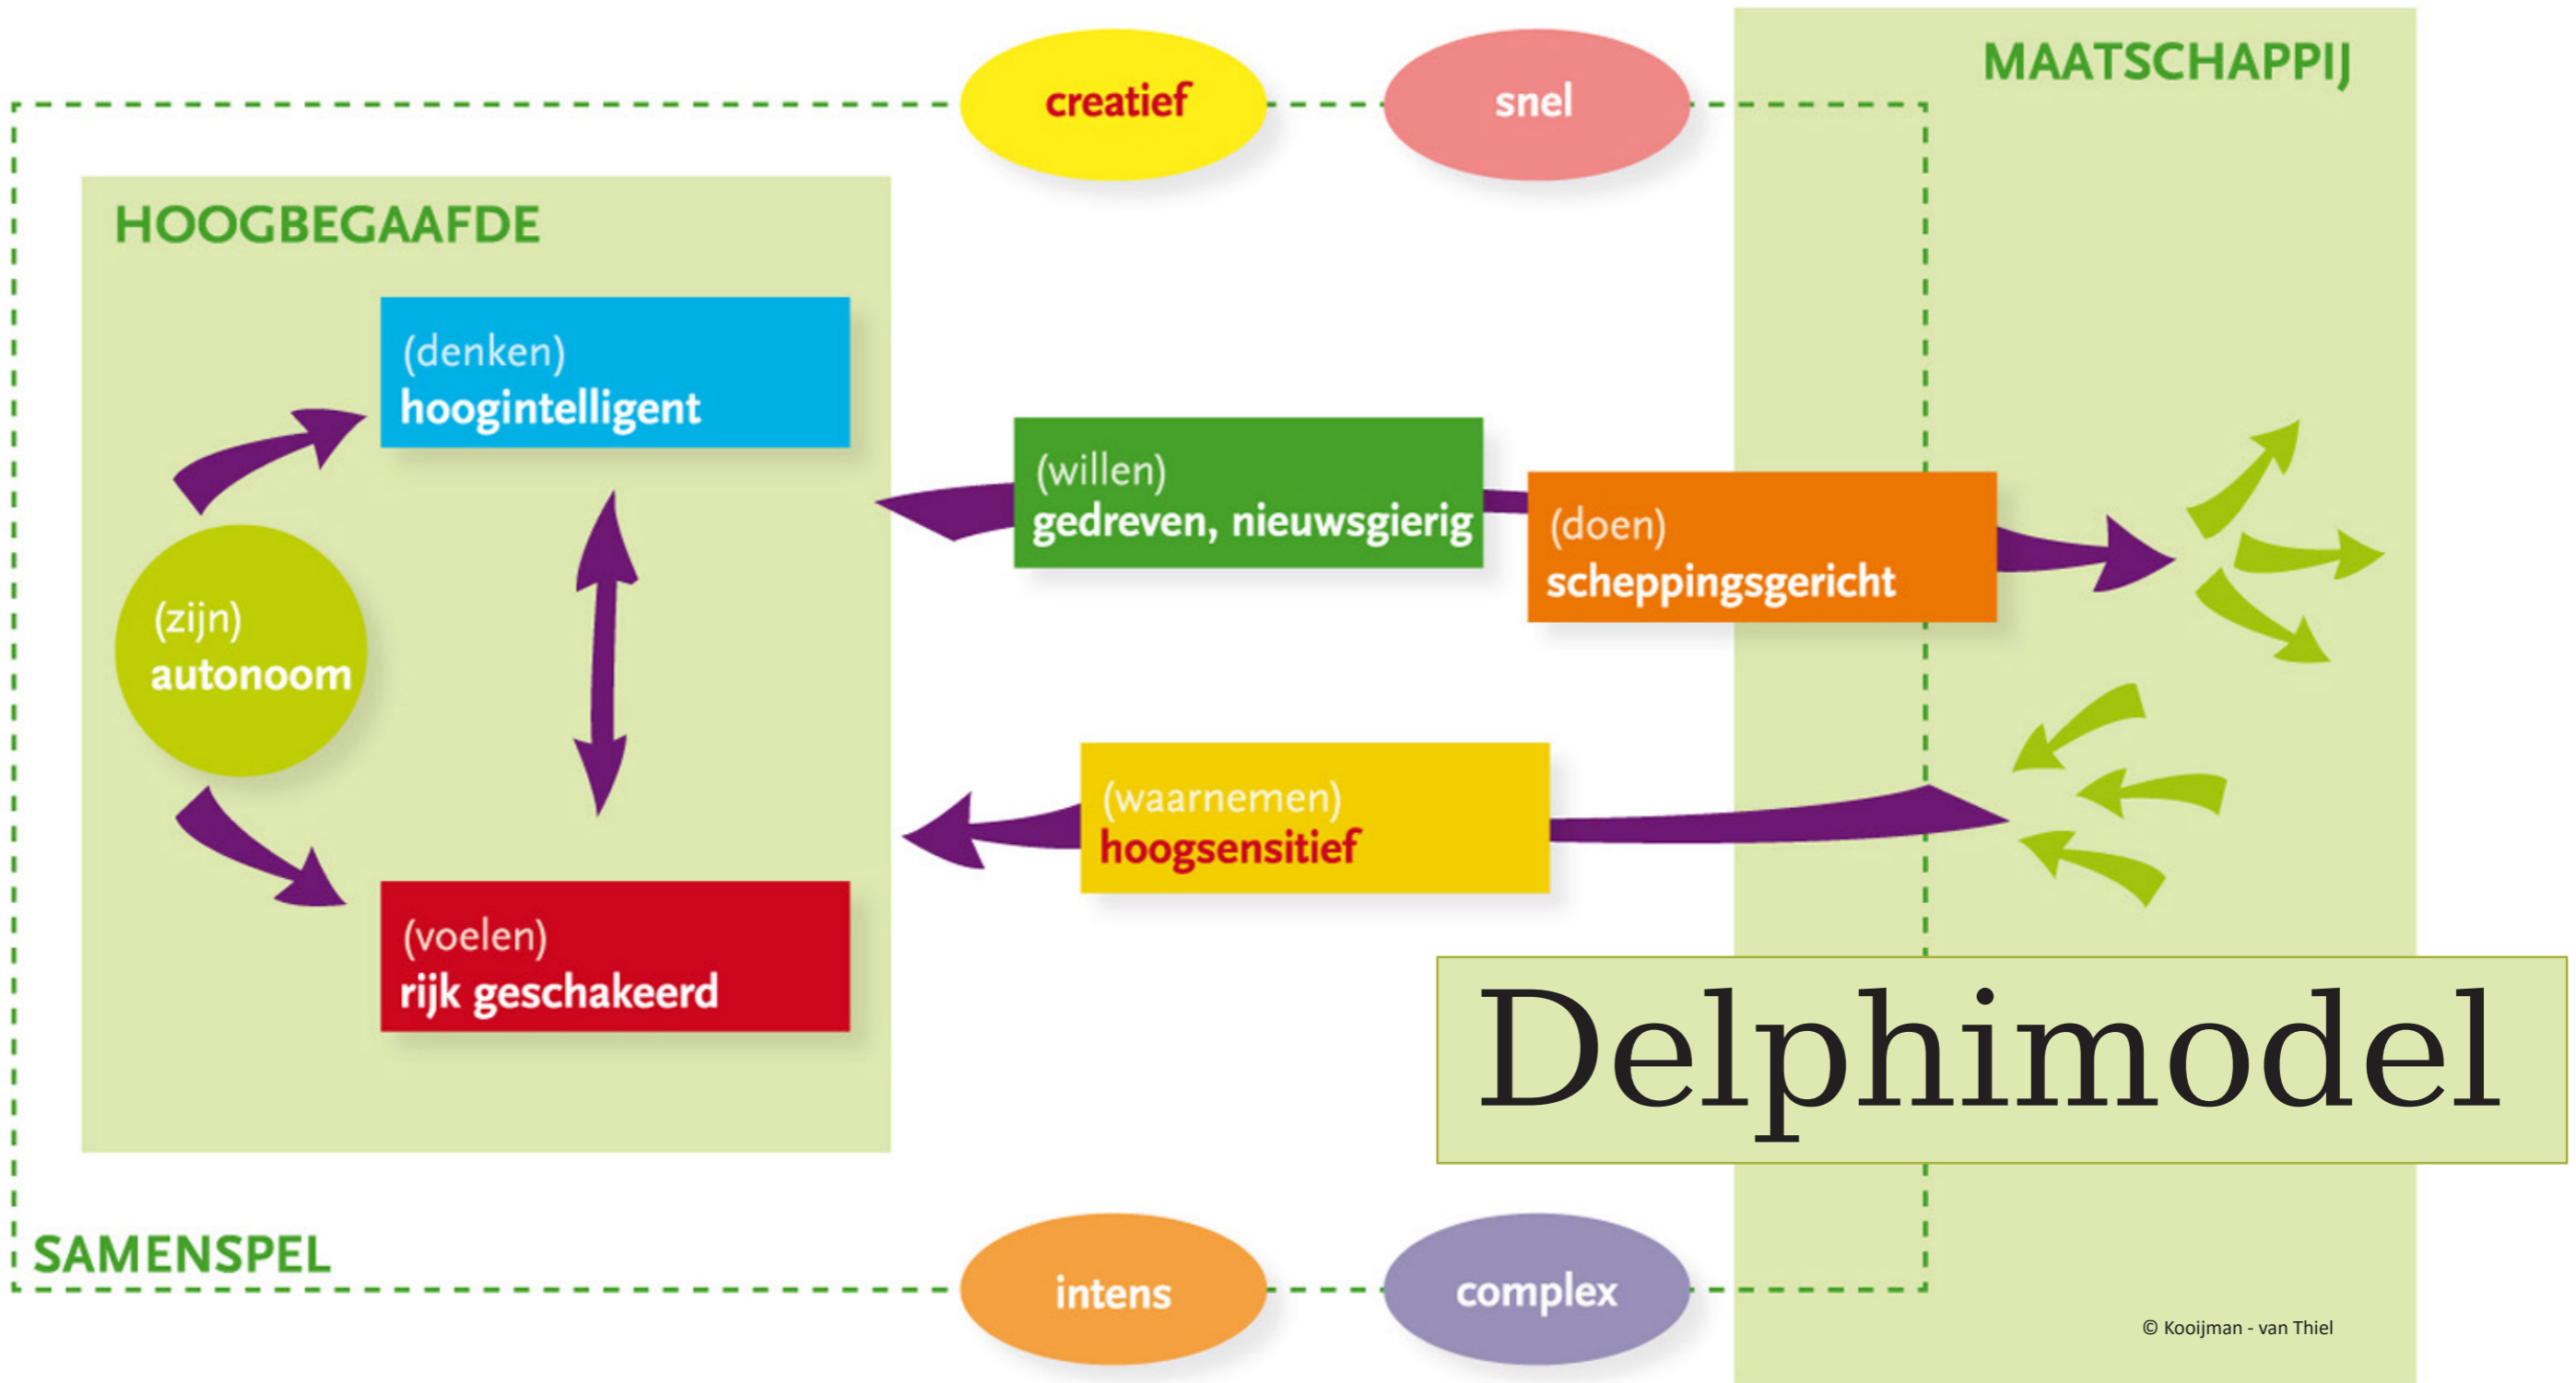 MAATSCHAPPIJ
creatief
snel
HOOGBEGAAFDE
(denken)
hoogintelligent
(willen)
gedreven, nieuwsgierig
(doen)
scheppingsgericht
(zijn)
autonoom
(waarnemen)
hoogsensitief
(voelen)
rijk geschakeerd
Delphimodel
SAMENSPEL
intens
complex
© Kooijman - van Thiel